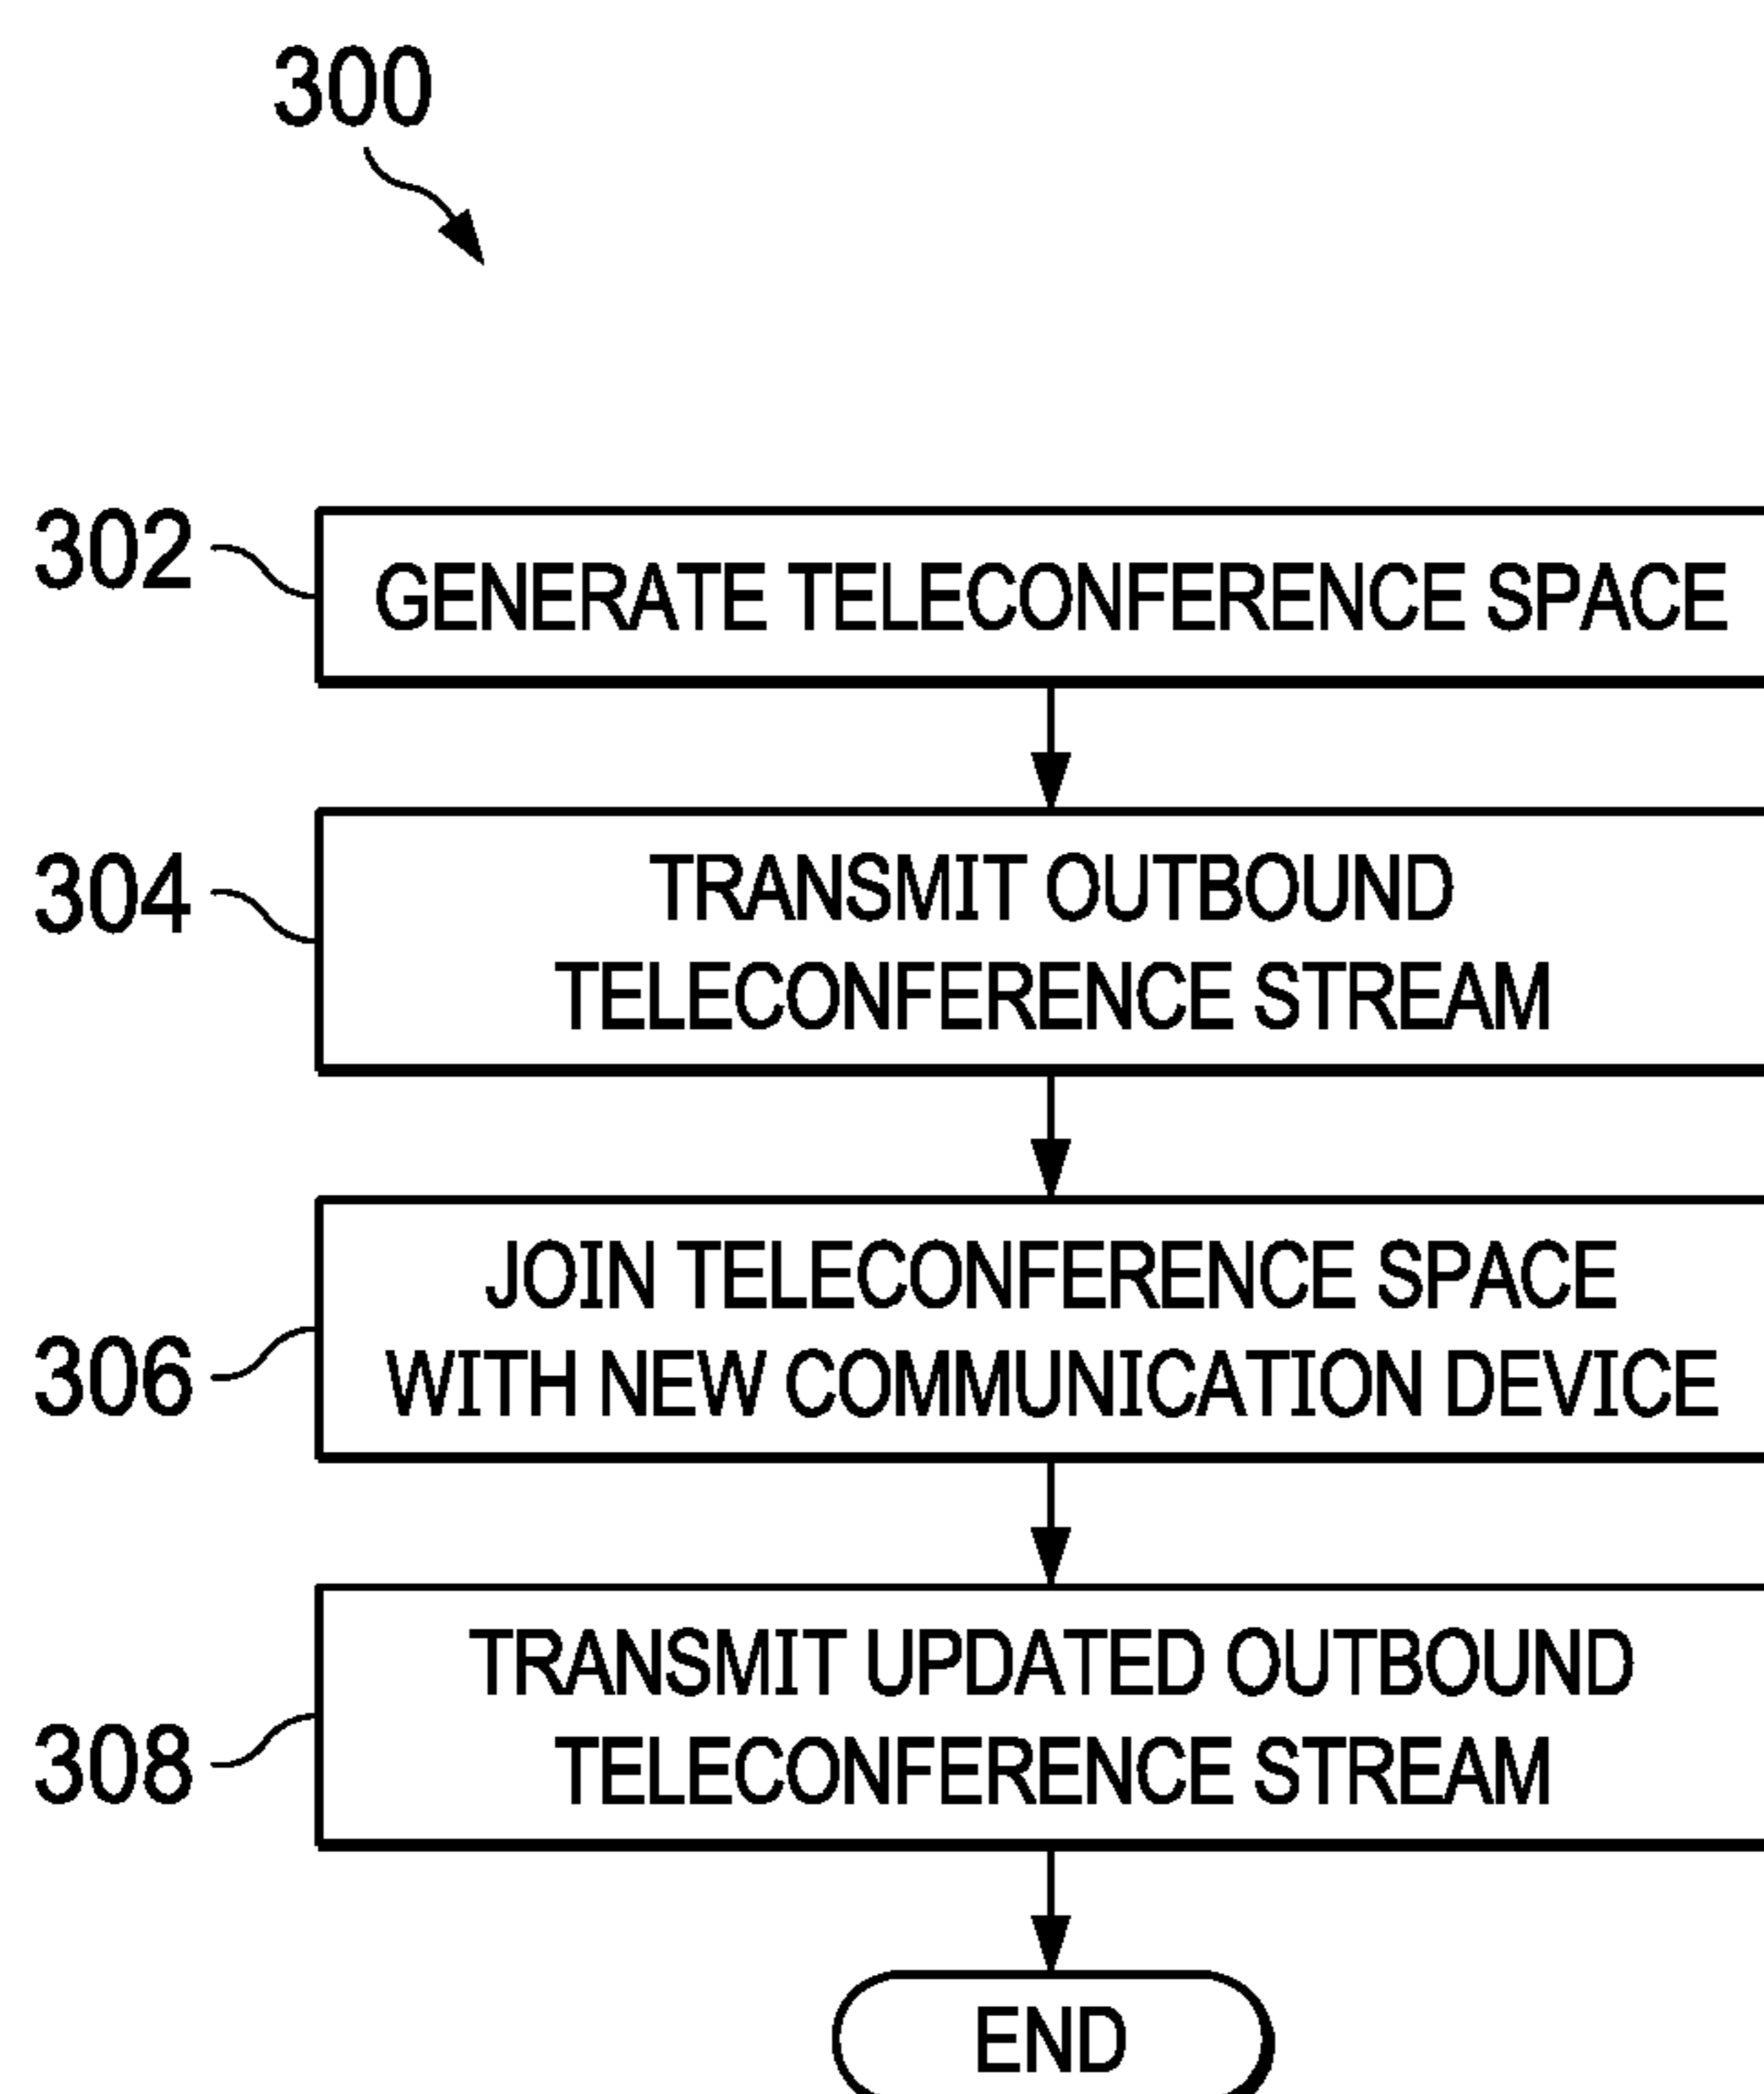 300
302
GENERATE TELECONFERENCE SPACE
304
TRANSMIT OUTBOUND
TELECONFERENCE STREAM
306
JOIN TELECONFERENCE SPACE
WITH NEW COMMUNICATION DEVICE
308
TRANSMIT UPDATED OUTBOUND
TELECONFERENCE STREAM
END